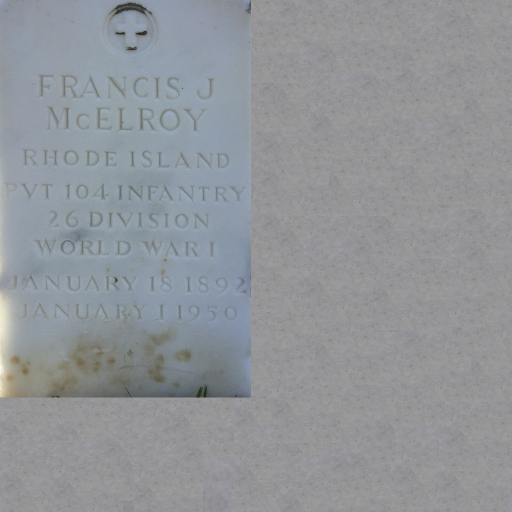 FRANCIS J
McELROY
RHODE ISLAND
PVT 104 INFANTRY
26 DIVISION
WORLD WAR I
JANUARY 18 1892
JANUARY 1 1950